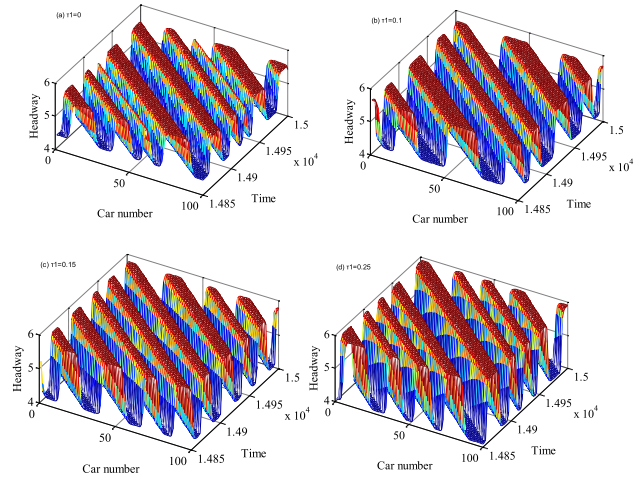 (a) τ1=0
6
5
4
Headway
0
50
100
Car number
1.485
1.49
1.495
1.5
x 10^4
Time
(b) τ1=0.1
6
5
4
Headway
0
50
100
Car number
1.485
1.49
1.495
1.5
x 10^4
Time
(c) τ1=0.15
6
5
4
Headway
0
50
100
Car number
1.485
1.49
1.495
1.5
x 10^4
Time
(d) τ1=0.25
6
5
4
Headway
0
50
100
Car number
1.485
1.49
1.495
1.5
x 10^4
Time